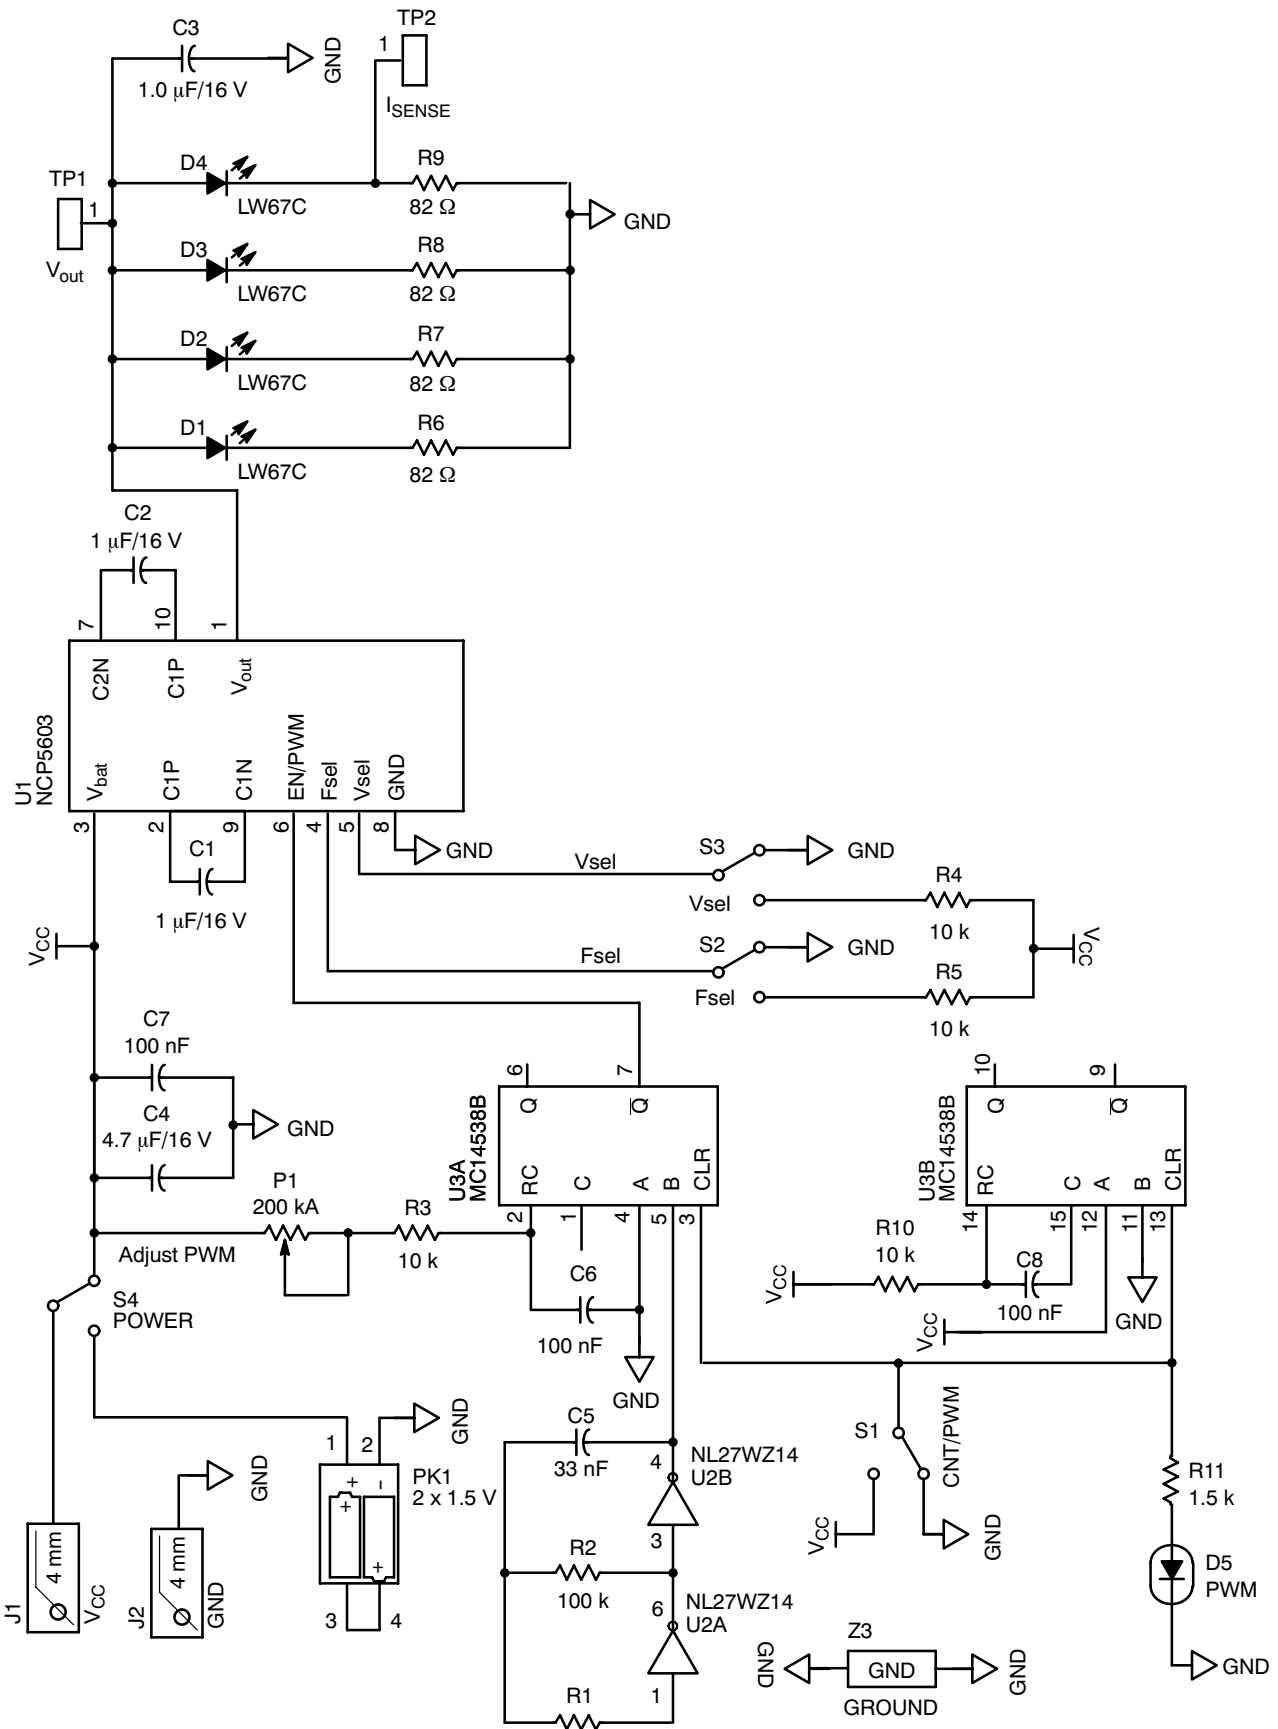 C3
1.0 μF/16 V
GND
TP2
1
ISENSE
D4
LW67C
R9
82 Ω
TP1
1
Vout
GND
D3
LW67C
R8
82 Ω
D2
LW67C
R7
82 Ω
D1
LW67C
R6
82 Ω
C2
1 μF/16 V
7
10
1
C2N
C1P
Vout
U1
NCP5603
Vbat
C1P
C1N
EN/PWM
Fsel
Vsel
GND
3
2
9
6
4
5
8
C1
1 μF/16 V
GND
Vsel
S3
GND
Vsel
R4
10 k
VCC
Fsel
S2
GND
Fsel
R5
10 k
VCC
C7
100 nF
C4
4.7 μF/16 V
GND
6
7
Q
Q̅
U3A
MC14538B
RC
C
A
B
CLR
2
1
4
5
3
10
9
Q
Q̅
U3B
MC14538B
RC
C
A
B
CLR
14
15
12
11
13
P1
200 kA
Adjust PWM
R3
10 k
C6
100 nF
GND
R10
10 k
VCC
C8
100 nF
VCC
GND
S4
POWER
1
2
GND
PK1
2 x 1.5 V
+
-
+
+
3
4
J1
4 mm
VCC
J2
4 mm
GND
GND
C5
33 nF
4
NL27WZ14
U2B
3
R2
100 k
6
NL27WZ14
U2A
1
R1
S1
CNT/PWM
VCC
GND
R11
1.5 k
D5
PWM
GND
Z3
GND
GND
GND
GROUND